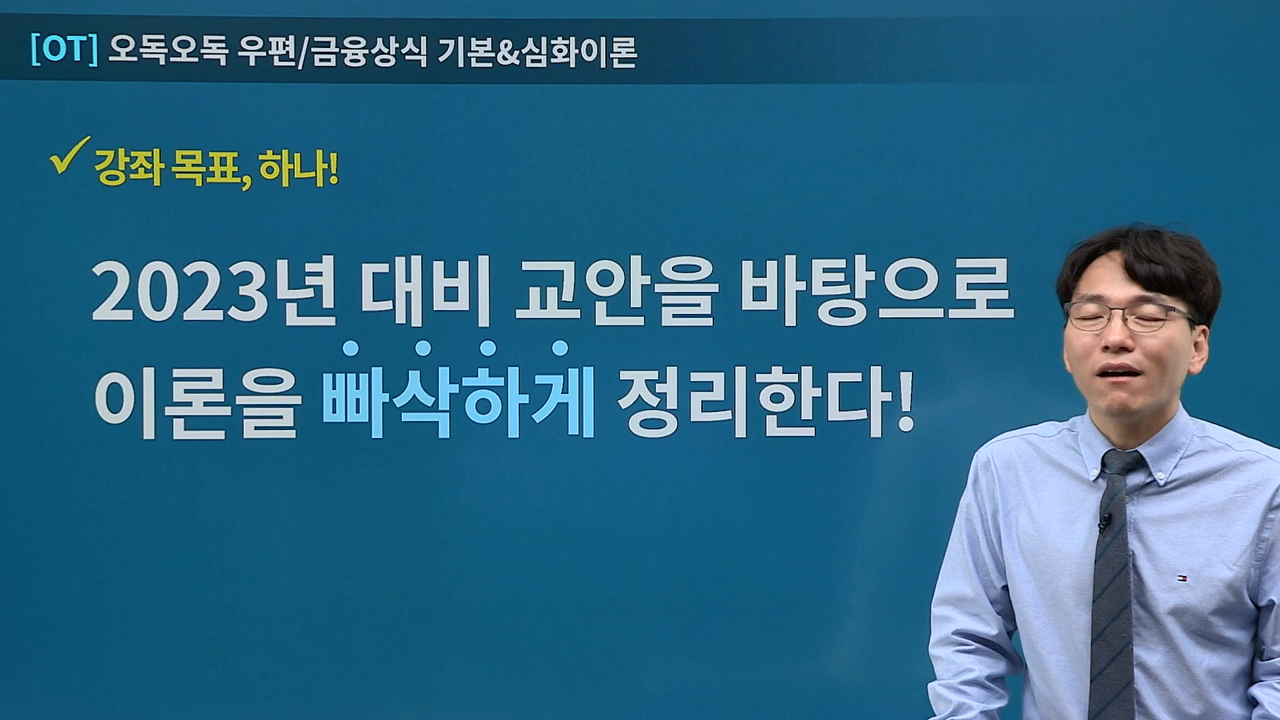 [OT] 오독오독 우편/금융상식 기본&심화이론
✓ 강좌 목표, 하나!
2023년 대비 교안을 바탕으로
이론을 빠삭하게 정리한다!